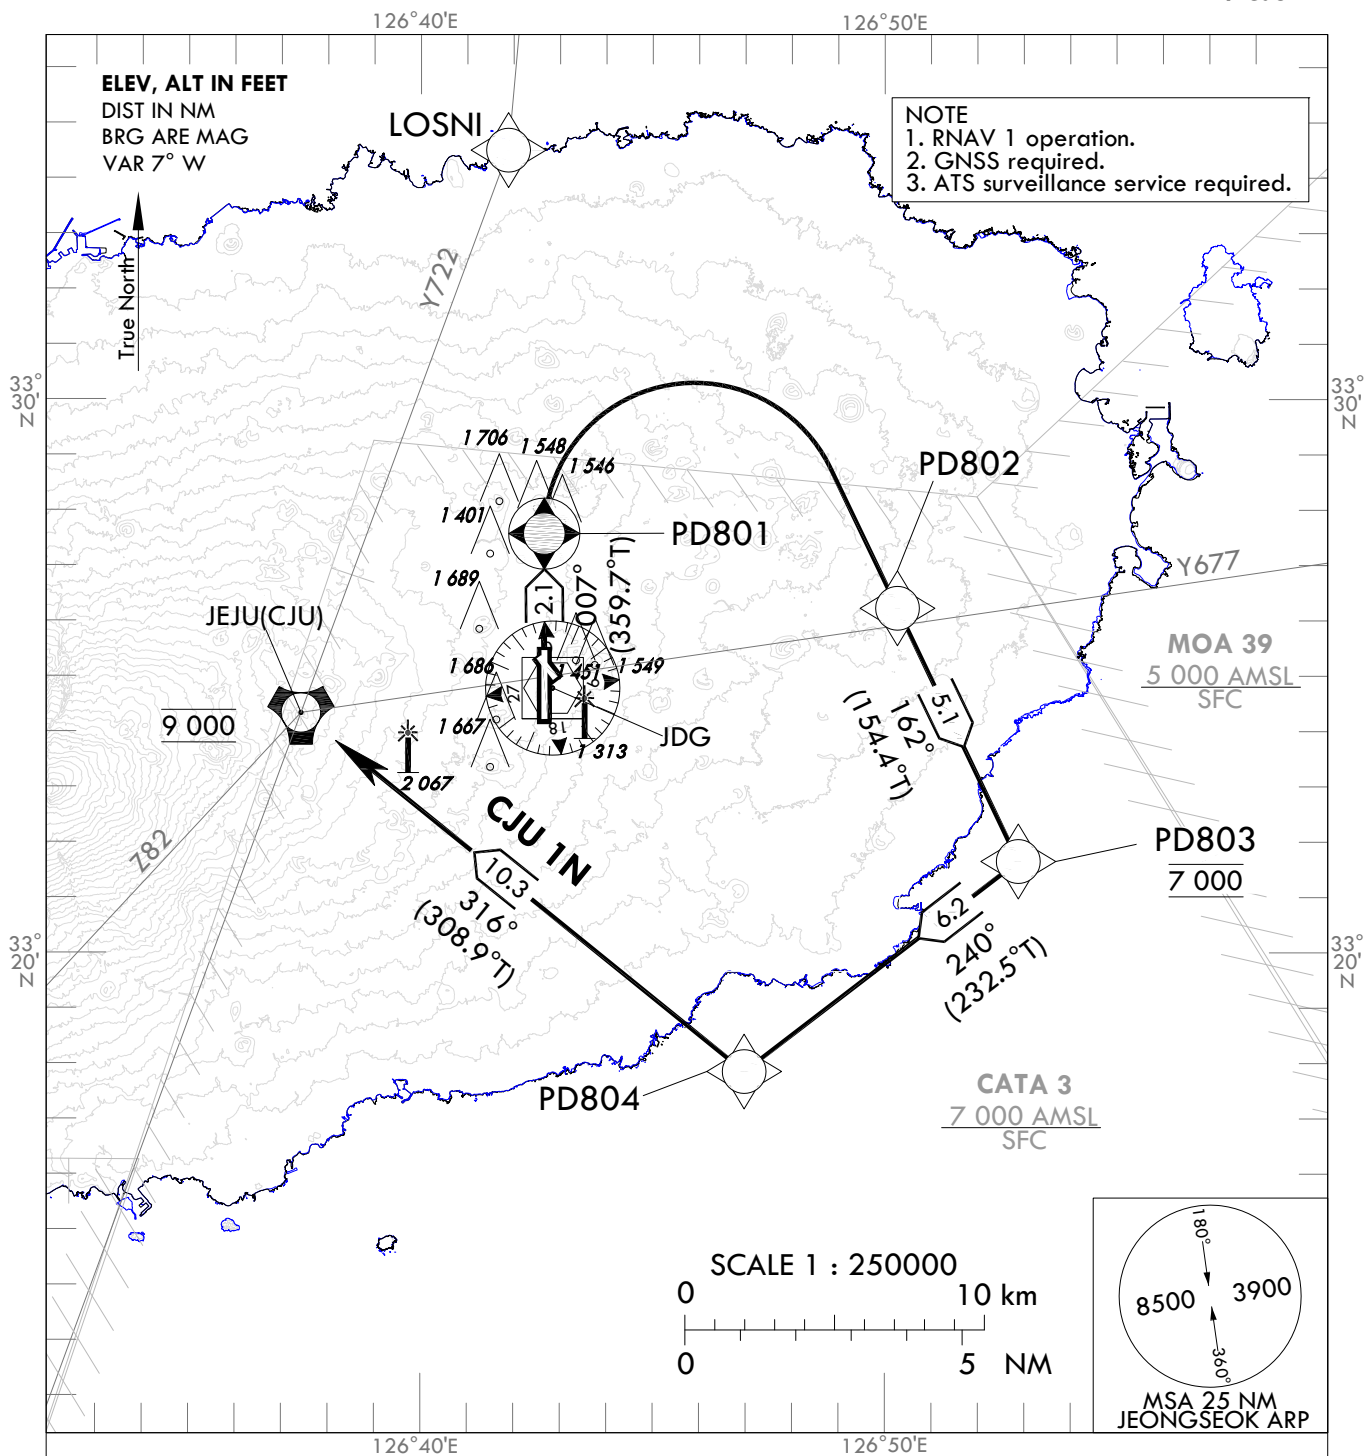 126°40'E
126°50'E
ELEV, ALT IN FEET
DIST IN NM
BRG ARE MAG
VAR 7° W
True North
LOSNI
NOTE
1. RNAV 1 operation.
2. GNSS required.
3. ATS surveillance service required.
Y722
33°
30'
N
33°
30'
N
1 706
1 548
1 546
PD802
1 401
PD801
007°
(359.7°T)
2.1
Y677
1 689
JEJU(CJU)
MOA 39
5 000 AMSL
SFC
1 686
1 451
1 549
27
18
9 000
1 667
JDG
1 313
2 067
5.1
162°
(154.4°T)
CJU 1N
Z82
PD803
7 000
10.3
316°
(308.9°T)
6.2
240°
(232.5°T)
33°
20'
N
33°
20'
N
PD804
CATA 3
7 000 AMSL
SFC
SCALE 1 : 250000
0 10 km
0 5 NM
180°
8500 3900
360°
MSA 25 NM
JEONGSEOK ARP
126°40'E
126°50'E